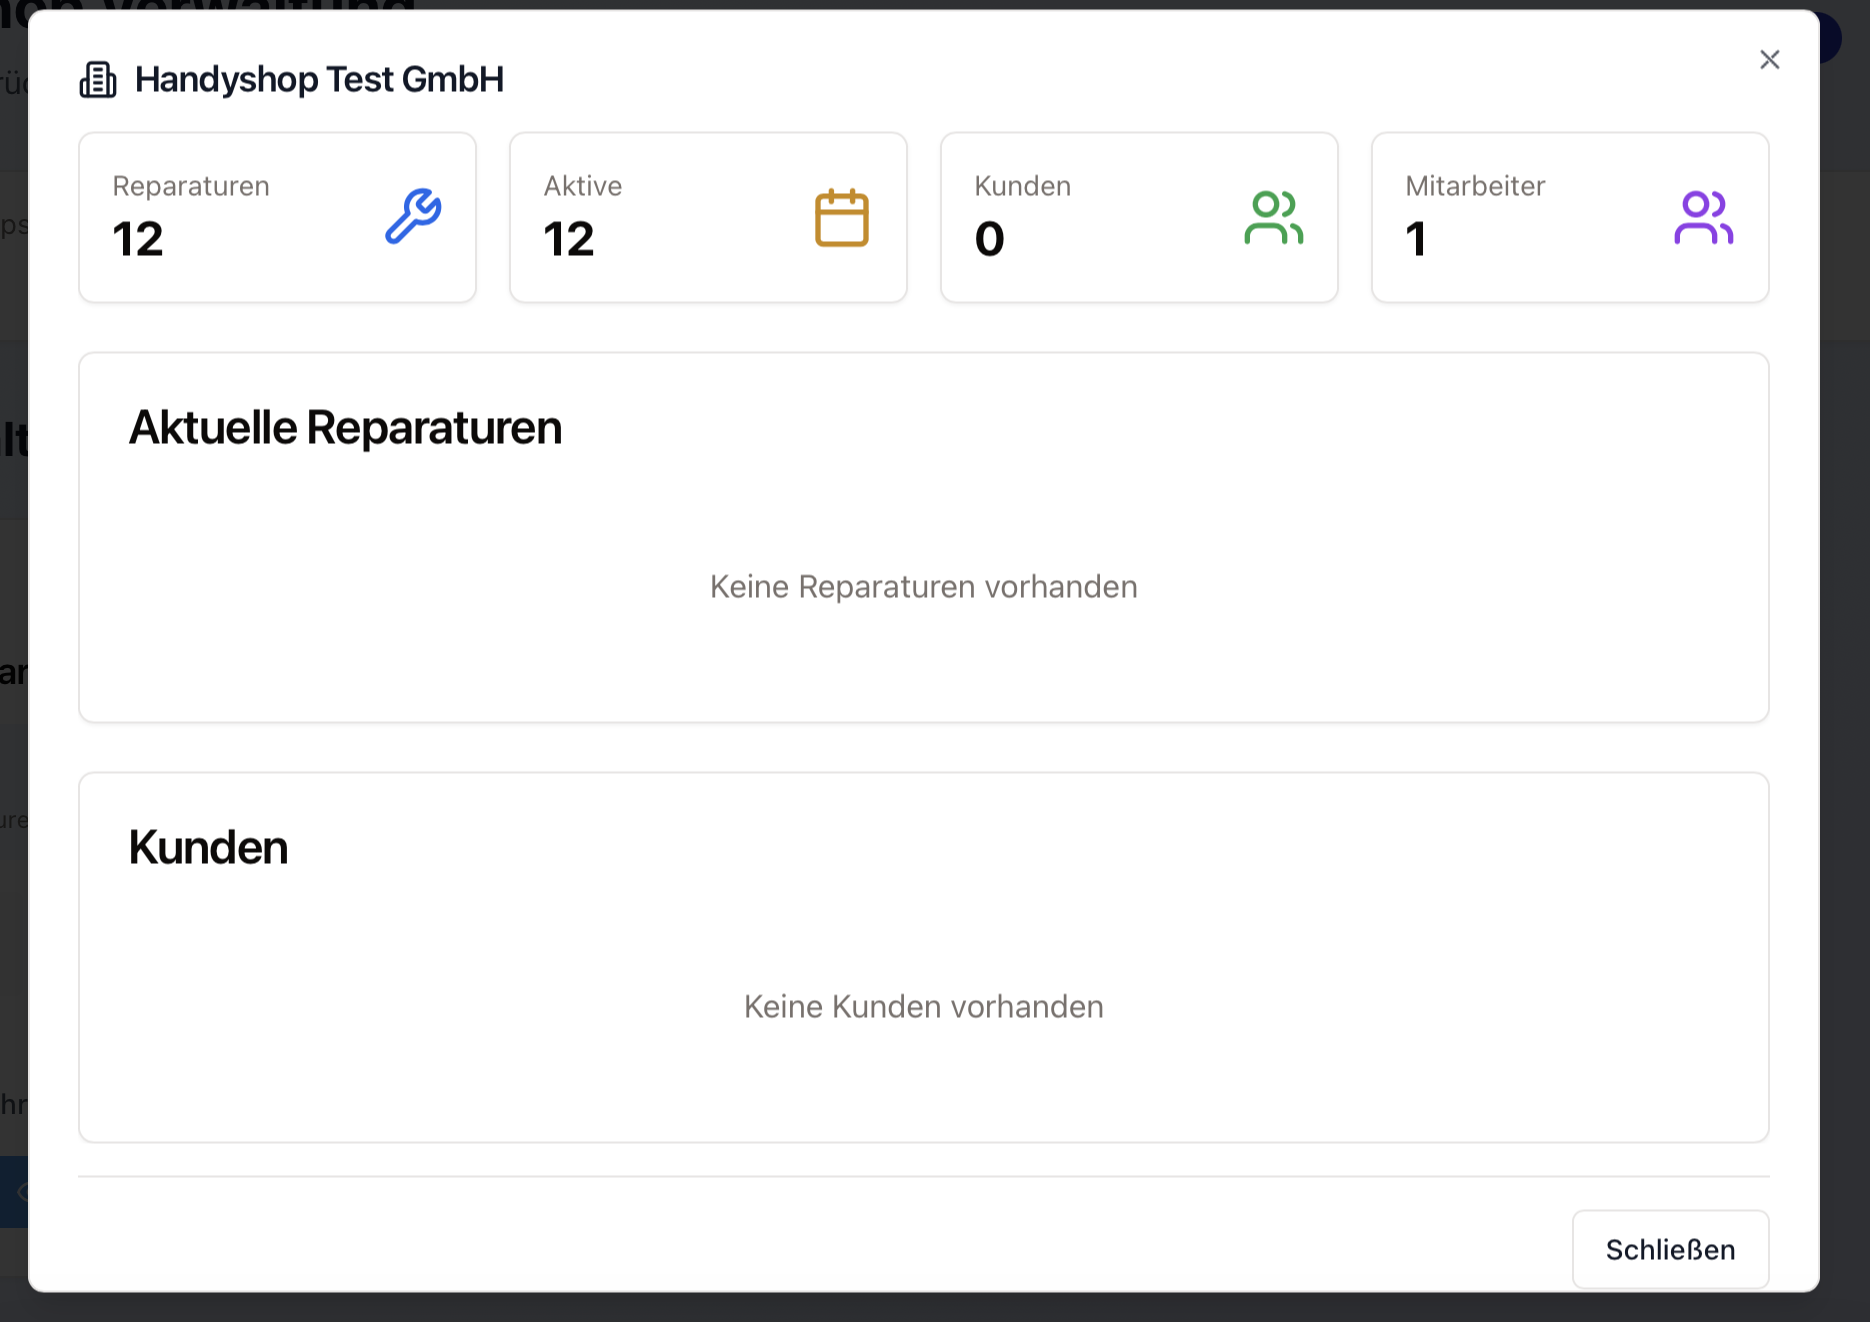 Handyshop Test GmbH
Reparaturen
12
Aktive
12
Kunden
0
Mitarbeiter
1
Aktuelle Reparaturen
Keine Reparaturen vorhanden
Kunden
Keine Kunden vorhanden
Schließen